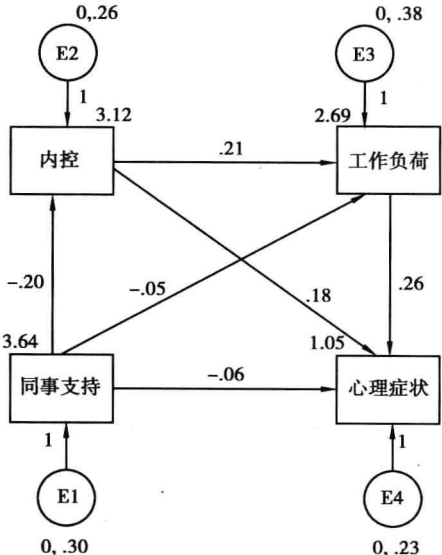 0,.26
0, .38
E2
E3
1
1
3.12
2.69
内控
.21
工作负荷
-.20
-.05
.18
.26
3.64
1.05
同事支持
-.06
心理症状
1
1
E1
E4
0, .30
0, .23